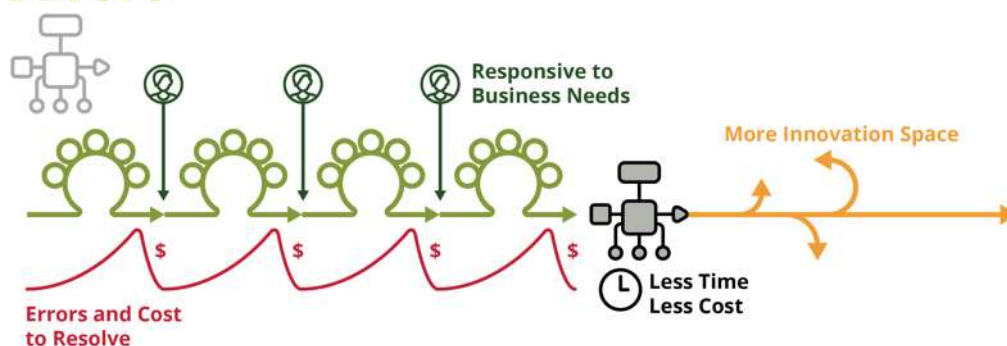 Responsive to
Business Needs
More Innovation Space
$ $ $ $
Less Time
Less Cost
Errors and Cost
to Resolve